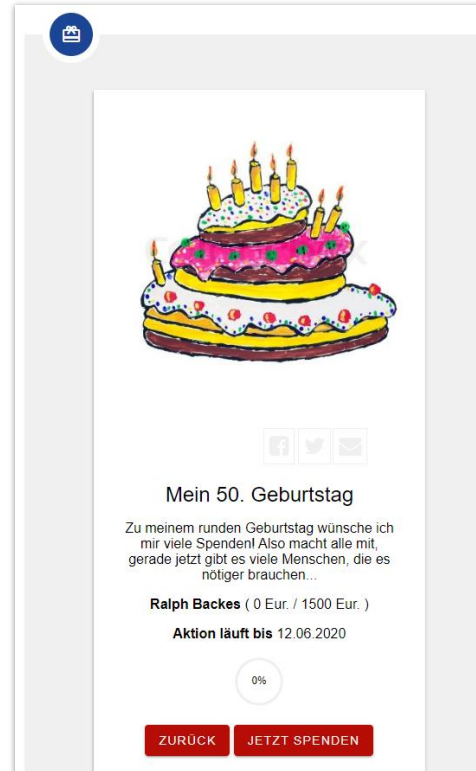 Mein 50. Geburtstag
Zu meinem runden Geburtstag wünsche ich
mir viele Spenden! Also macht alle mit,
gerade jetzt gibt es viele Menschen, die es
nötiger brauchen...
Ralph Backes ( 0 Eur. / 1500 Eur. )
Aktion läuft bis 12.06.2020
0%
ZURÜCK JETZT SPENDEN